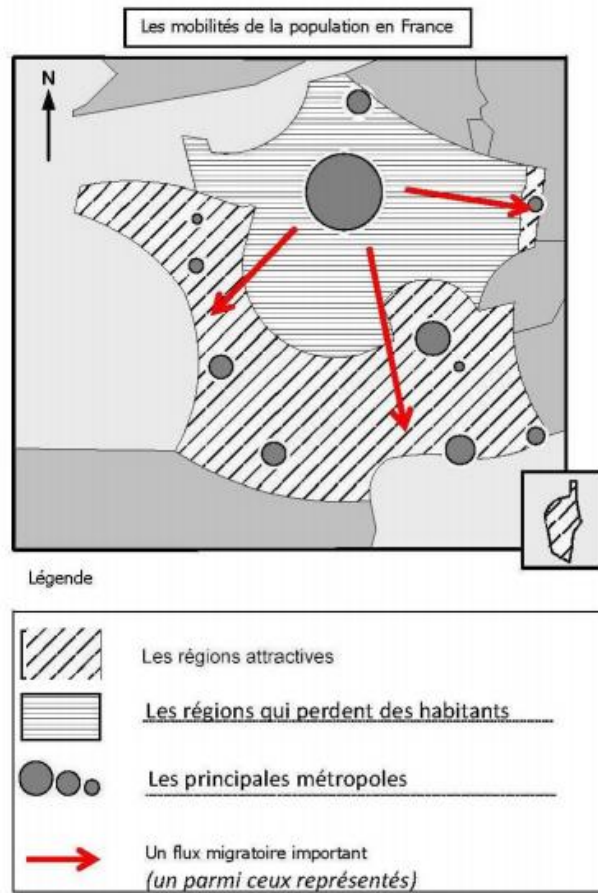 Les mobilités de la population en France
N
Légende
Les régions attractives
Les régions qui perdent des habitants
Les principales métropoles
Un flux migratoire important
(un parmi ceux représentés)